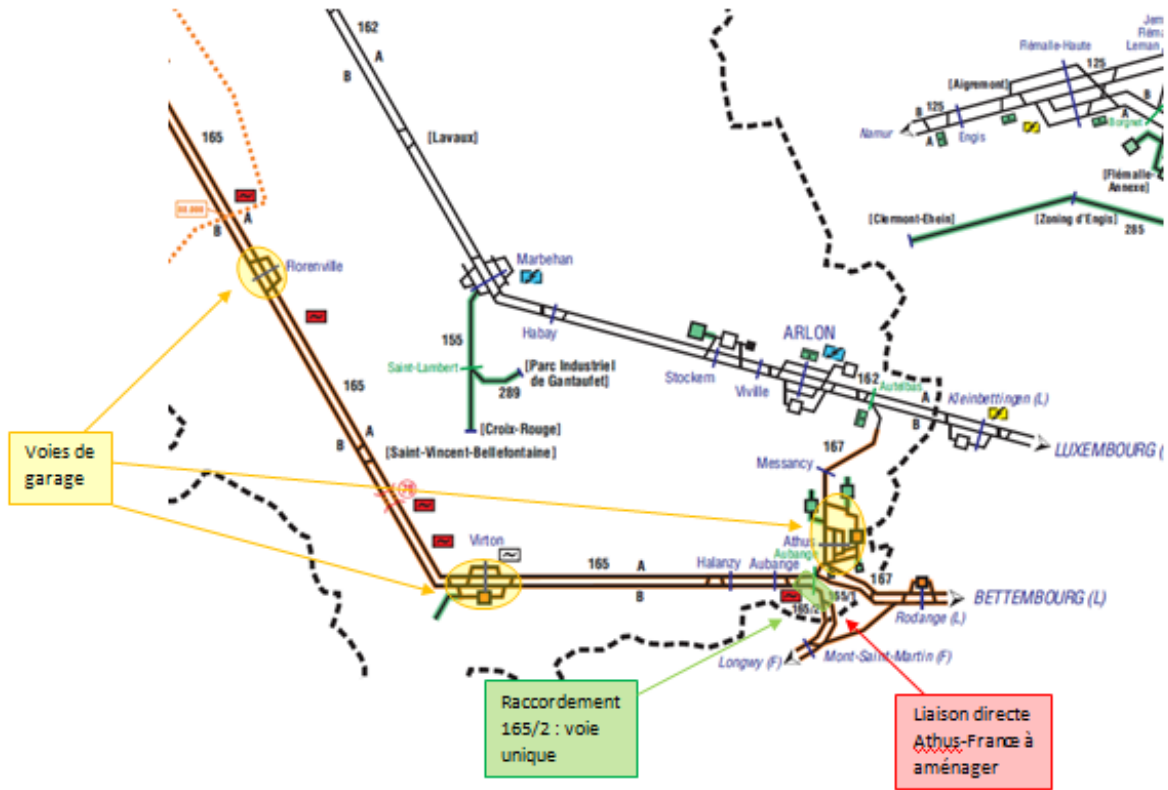 162
A
B
165
[Lavaux]
B
A
Florenville
Marbehan
Habay
155
Saint-Lambert
[Parc Industriel
de Gantaufet]
289
[Croix-Rouge]
[Saint-Vincent-Bellefontaine]
165
A
B
Voies de
garage
Virton
165
A
B
Halanzy
Aubange
Stockem
Viville
ARLON
162
Autelbas
A
B
Kleinbettingen (L)
LUXEMBOURG (
167
Messancy
Athus
Aubange
167
165/1
165/2
Rodange (L)
BETTEMBOURG (L)
Mont-Saint-Martin (F)
Longwy (F)
Raccordement
165/2 : voie
unique
Liaison directe
Athus-France à
aménager
Flémalle-Haute
Leman
125
[Aigremont]
B
125
A
Engis
Namur
B
A
[Flémalle-
Annexe]
[Clermont-Ehein]
[Zoning d'Engis]
285